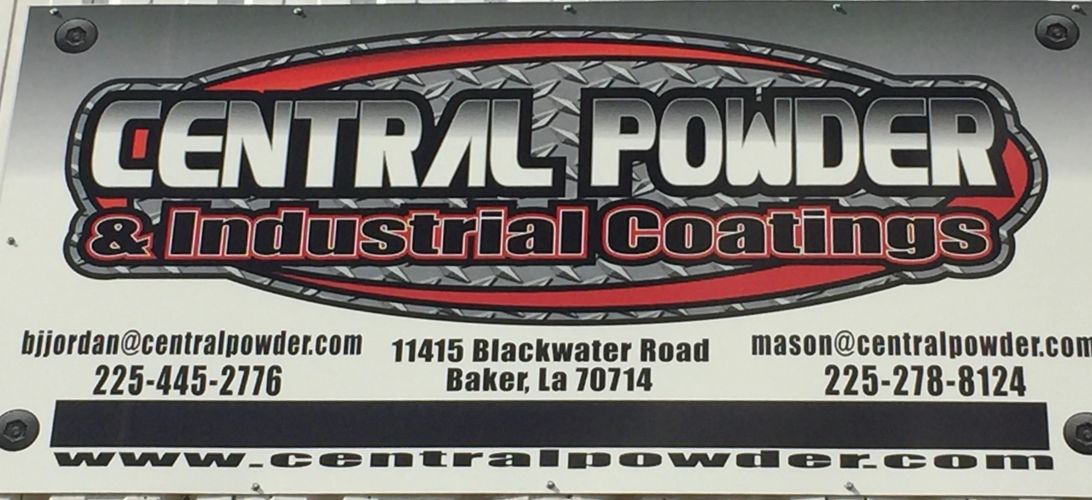 CENTRAL POWDER
& Industrial Coatings
bjjordan@centralpowder.com
225-445-2776
11415 Blackwater Road
Baker, La 70714
mason@centralpowder.com
225-278-8124
www.centralpowder.com